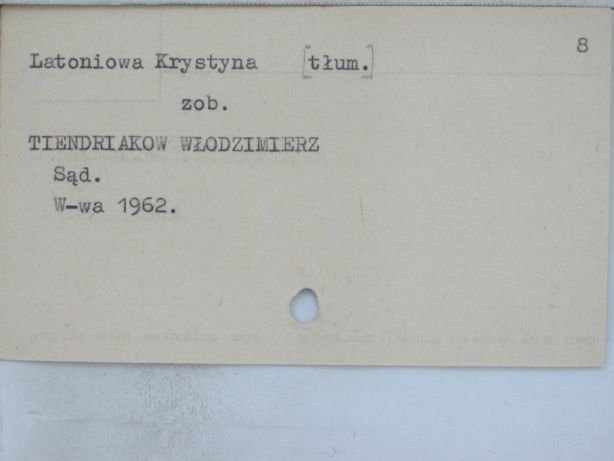 8
Latoniowa Krystyna [tłum.]
zob.
TIENDRIAKOW WŁODZIMIERZ
Sąd.
W-wa 1962.